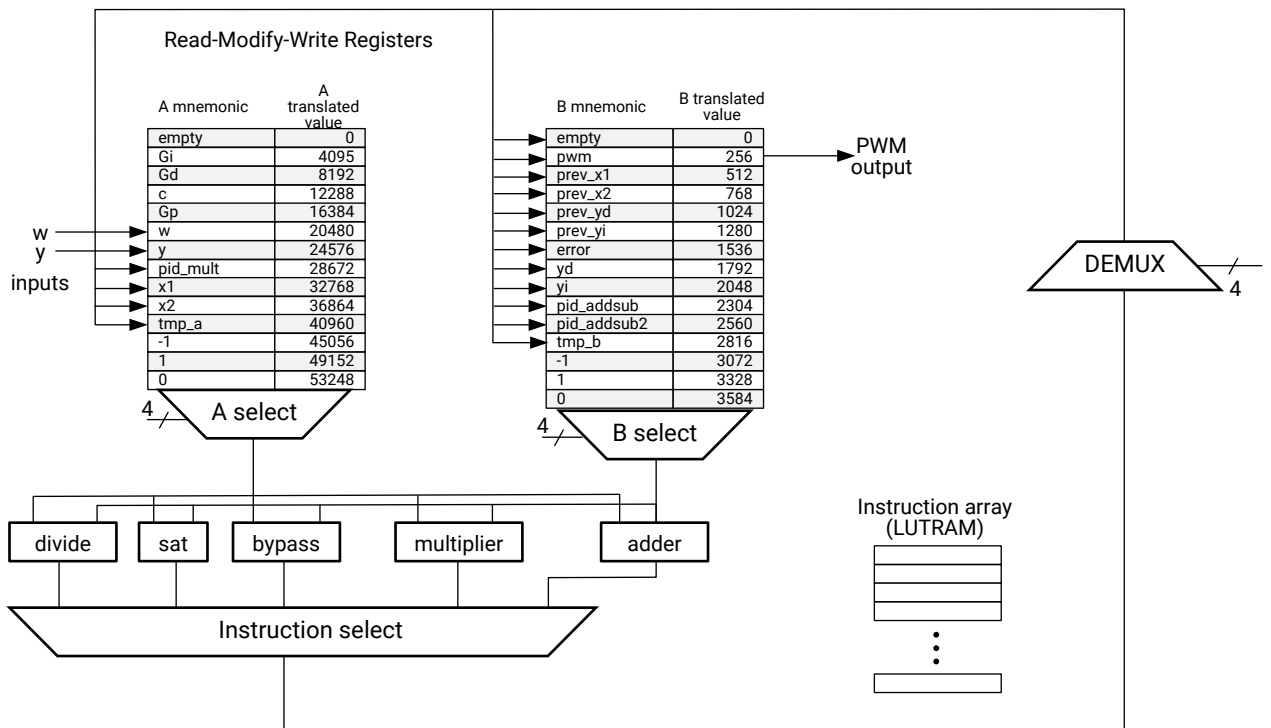 Read-Modify-Write Registers
A mnemonic A translated value
empty 0
Gi 4095
Gd 8192
c 12288
Gp 16384
w 20480
y 24576
pid_mult 28672
x1 32768
x2 36864
tmp_a 40960
-1 45056
1 49152
0 53248
w
y
inputs
4
A select
B mnemonic B translated value
empty 0
pwm 256
prev_x1 512
prev_x2 768
prev_yd 1024
prev_yi 1280
error 1536
yd 1792
yi 2048
pid_addsub 2304
pid_addsub2 2560
tmp_b 2816
-1 3072
1 3328
0 3584
4
B select
PWM
output
DEMUX
4
divide sat bypass multiplier adder
Instruction select
Instruction array
(LUTRAM)